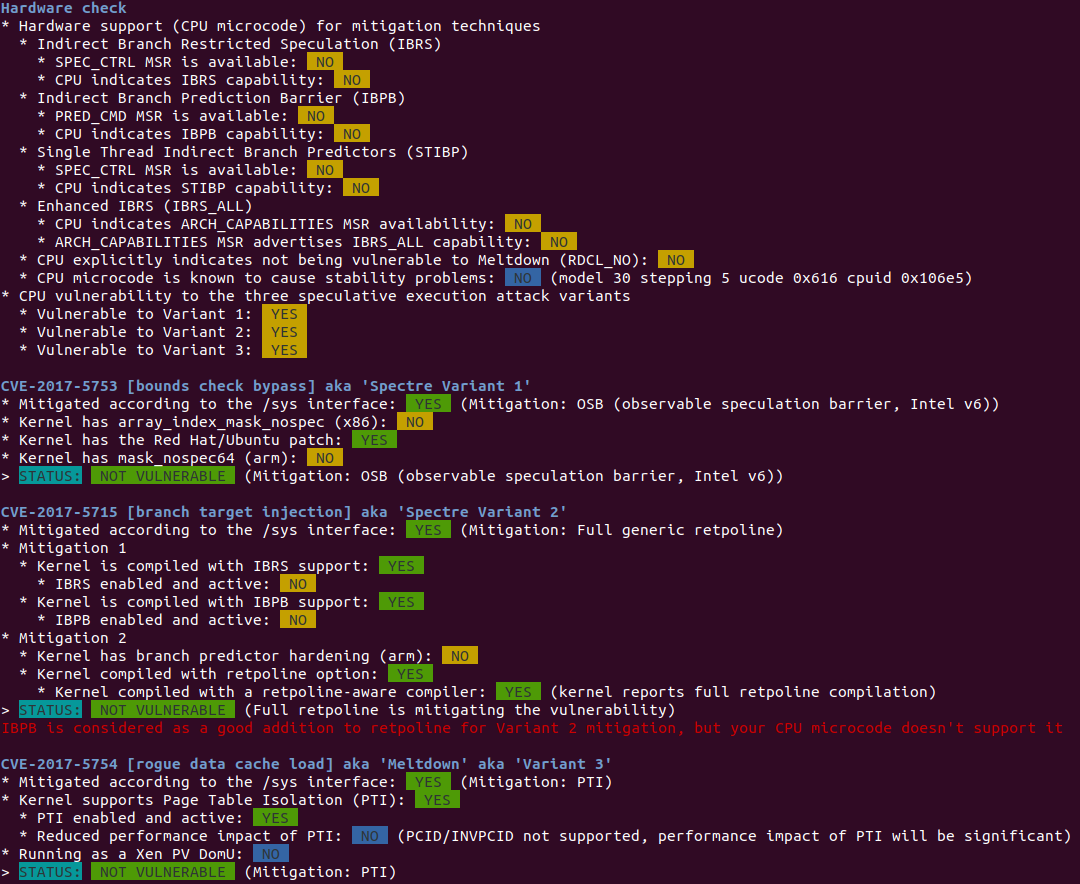 Hardware check
* Hardware support (CPU microcode) for mitigation techniques
  * Indirect Branch Restricted Speculation (IBRS)
    * SPEC_CTRL MSR is available:  NO
    * CPU indicates IBRS capability:  NO
  * Indirect Branch Prediction Barrier (IBPB)
    * PRED_CMD MSR is available:  NO
    * CPU indicates IBPB capability:  NO
  * Single Thread Indirect Branch Predictors (STIBP)
    * SPEC_CTRL MSR is available:  NO
    * CPU indicates STIBP capability:  NO
  * Enhanced IBRS (IBRS_ALL)
    * CPU indicates ARCH_CAPABILITIES MSR availability:  NO
    * ARCH_CAPABILITIES MSR advertises IBRS_ALL capability:  NO
  * CPU explicitly indicates not being vulnerable to Meltdown (RDCL_NO):  NO
  * CPU microcode is known to cause stability problems:  NO  (model 30 stepping 5 ucode 0x616 cpuid 0x106e5)
* CPU vulnerability to the three speculative execution attack variants
  * Vulnerable to Variant 1:  YES
  * Vulnerable to Variant 2:  YES
  * Vulnerable to Variant 3:  YES

CVE-2017-5753 [bounds check bypass] aka 'Spectre Variant 1'
* Mitigated according to the /sys interface:  YES  (Mitigation: OSB (observable speculation barrier, Intel v6))
* Kernel has array_index_mask_nospec (x86):  NO
* Kernel has the Red Hat/Ubuntu patch:  YES
* Kernel has mask_nospec64 (arm):  NO
> STATUS:  NOT VULNERABLE  (Mitigation: OSB (observable speculation barrier, Intel v6))

CVE-2017-5715 [branch target injection] aka 'Spectre Variant 2'
* Mitigated according to the /sys interface:  YES  (Mitigation: Full generic retpoline)
* Mitigation 1
  * Kernel is compiled with IBRS support:  YES
    * IBRS enabled and active:  NO
  * Kernel is compiled with IBPB support:  YES
    * IBPB enabled and active:  NO
* Mitigation 2
  * Kernel has branch predictor hardening (arm):  NO
  * Kernel compiled with retpoline option:  YES
    * Kernel compiled with a retpoline-aware compiler:  YES  (kernel reports full retpoline compilation)
> STATUS:  NOT VULNERABLE  (Full retpoline is mitigating the vulnerability)
IBPB is considered as a good addition to retpoline for Variant 2 mitigation, but your CPU microcode doesn't support it

CVE-2017-5754 [rogue data cache load] aka 'Meltdown' aka 'Variant 3'
* Mitigated according to the /sys interface:  YES  (Mitigation: PTI)
* Kernel supports Page Table Isolation (PTI):  YES
  * PTI enabled and active:  YES
  * Reduced performance impact of PTI:  NO  (PCID/INVPCID not supported, performance impact of PTI will be significant)
* Running as a Xen PV DomU:  NO
> STATUS:  NOT VULNERABLE  (Mitigation: PTI)